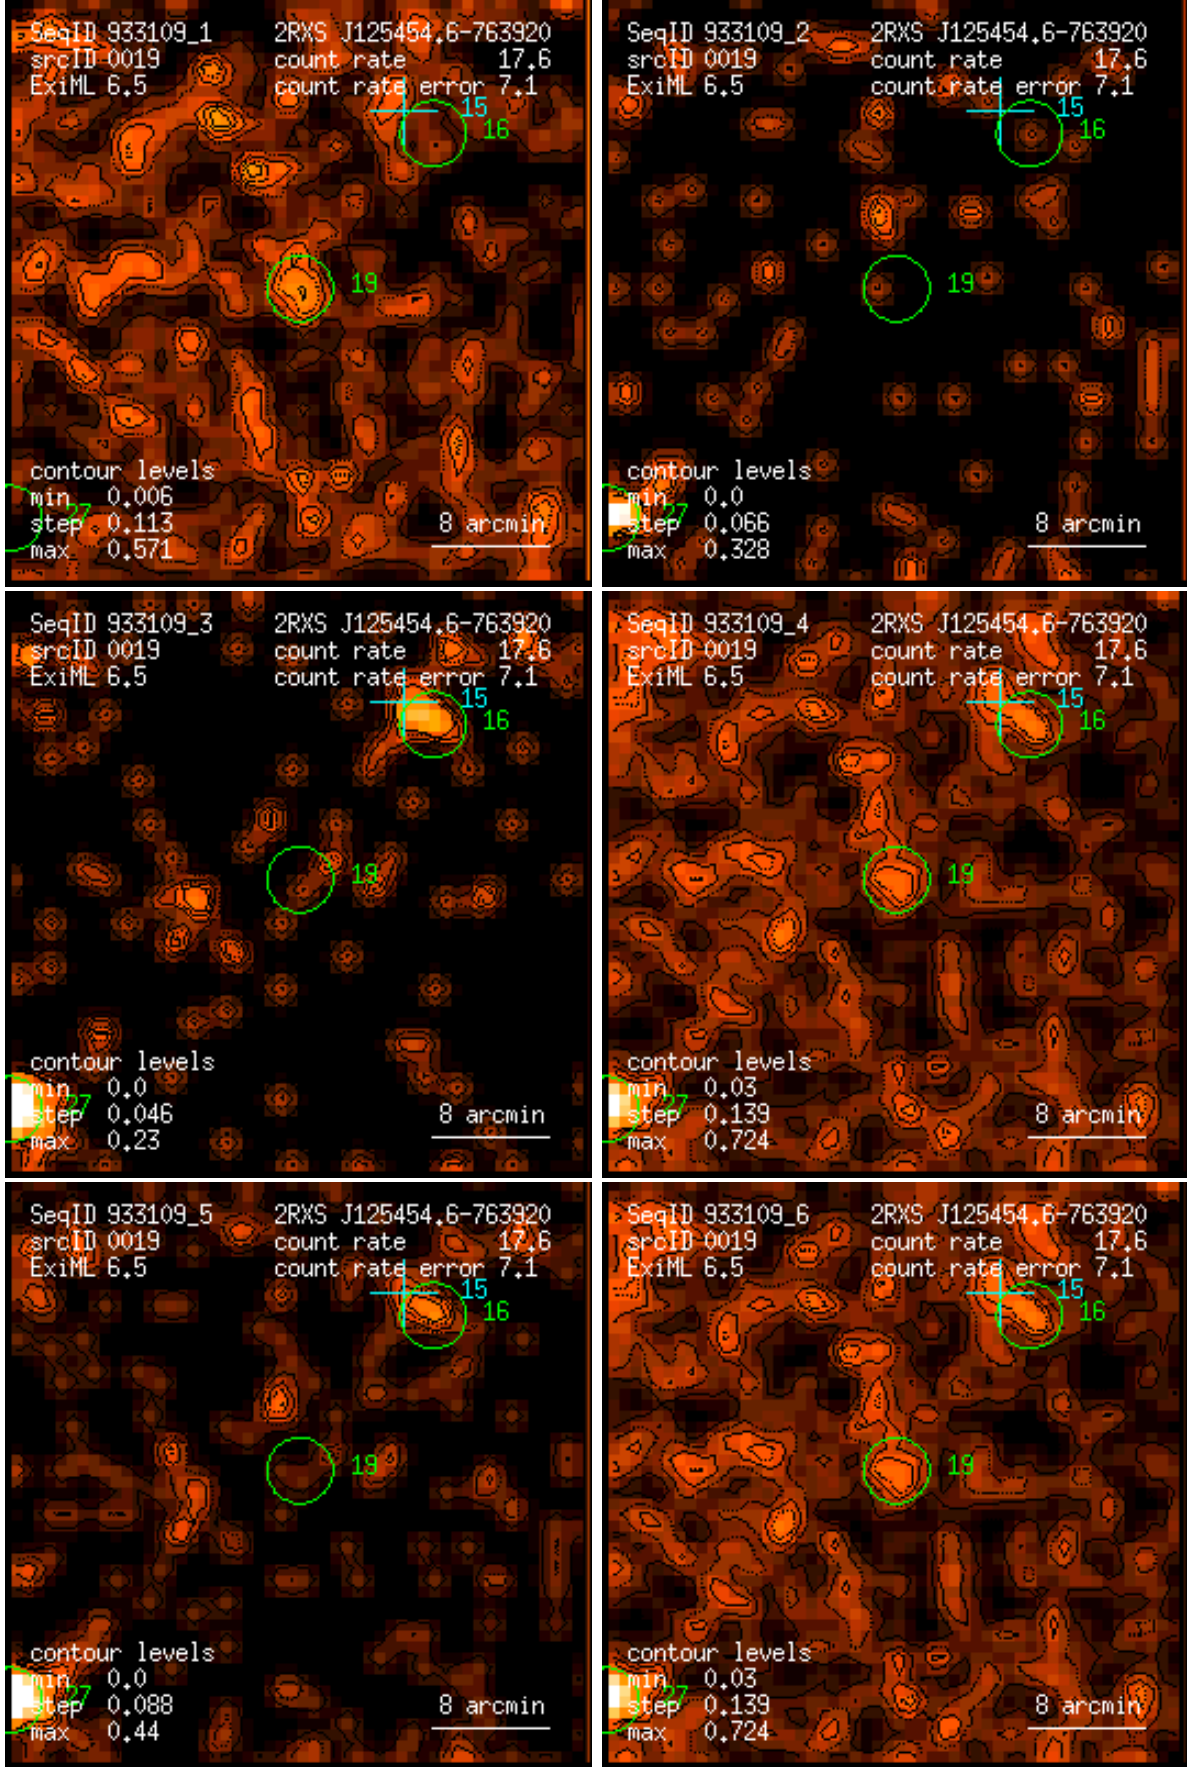 SeqID 933109_1 2RXS J125454.6-763920
srcID 0019 count rate 17.6
ExiML 6.5 count rate error 7.1
15
16
19
contour levels
min 0.006
27
step 0.113 8 arcmin
max 0.571
SeqID 933109_2 2RXS J125454.6-763920
srcID 0019 count rate 17.6
ExiML 6.5 count rate error 7.1
15
16
19
contour levels
min 0.0
27
step 0.066 8 arcmin
max 0.328
SeqID 933109_3 2RXS J125454.6-763920
srcID 0019 count rate 17.6
ExiML 6.5 count rate error 7.1
15
16
19
contour levels
min 0.0
27
step 0.046 8 arcmin
max 0.23
SeqID 933109_4 2RXS J125454.6-763920
srcID 0019 count rate 17.6
ExiML 6.5 count rate error 7.1
15
16
19
contour levels
min 0.03
27
step 0.139 8 arcmin
max 0.724
SeqID 933109_5 2RXS J125454.6-763920
srcID 0019 count rate 17.6
ExiML 6.5 count rate error 7.1
15
16
19
contour levels
min 0.0
27
step 0.088 8 arcmin
max 0.44
SeqID 933109_6 2RXS J125454.6-763920
srcID 0019 count rate 17.6
ExiML 6.5 count rate error 7.1
15
16
19
contour levels
min 0.03
27
step 0.139 8 arcmin
max 0.724